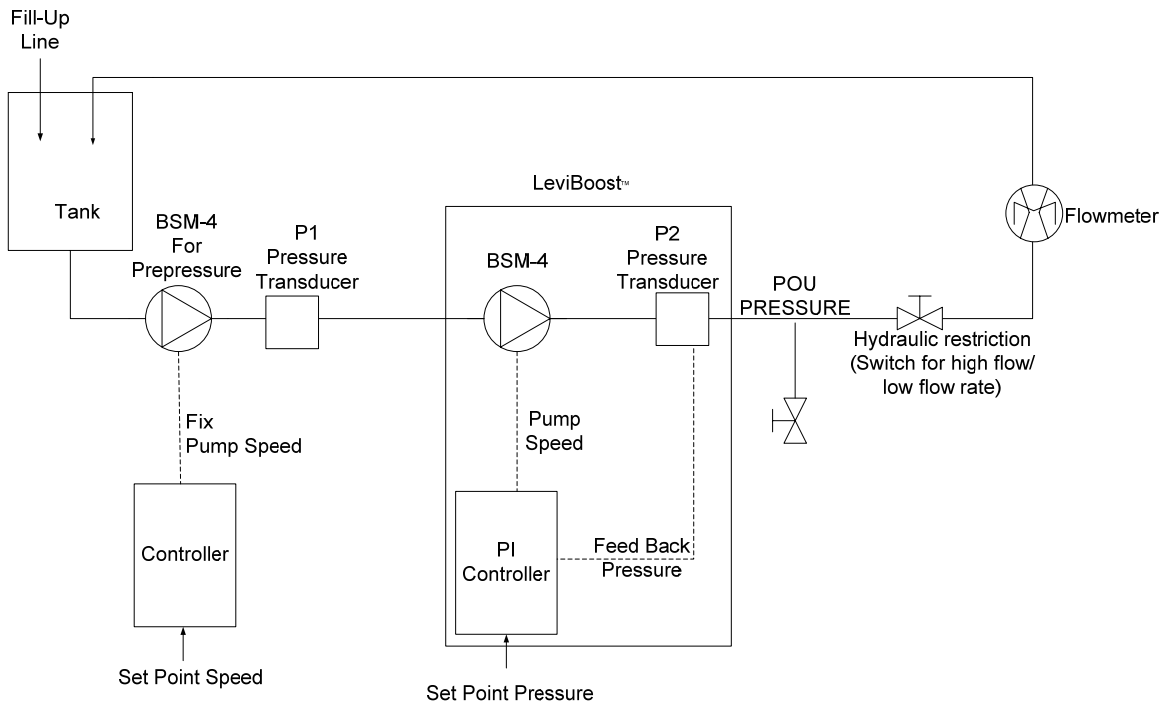 Fill-Up
Line
Tank
BSM-4
For
Prepressure
P1
Pressure
Transducer
LeviBoost™
BSM-4
P2
Pressure
Transducer
POU
PRESSURE
Flowmeter
Hydraulic restriction
(Switch for high flow/
low flow rate)
Fix
Pump Speed
Pump
Speed
Controller
PI
Controller
Feed Back
Pressure
Set Point Speed
Set Point Pressure